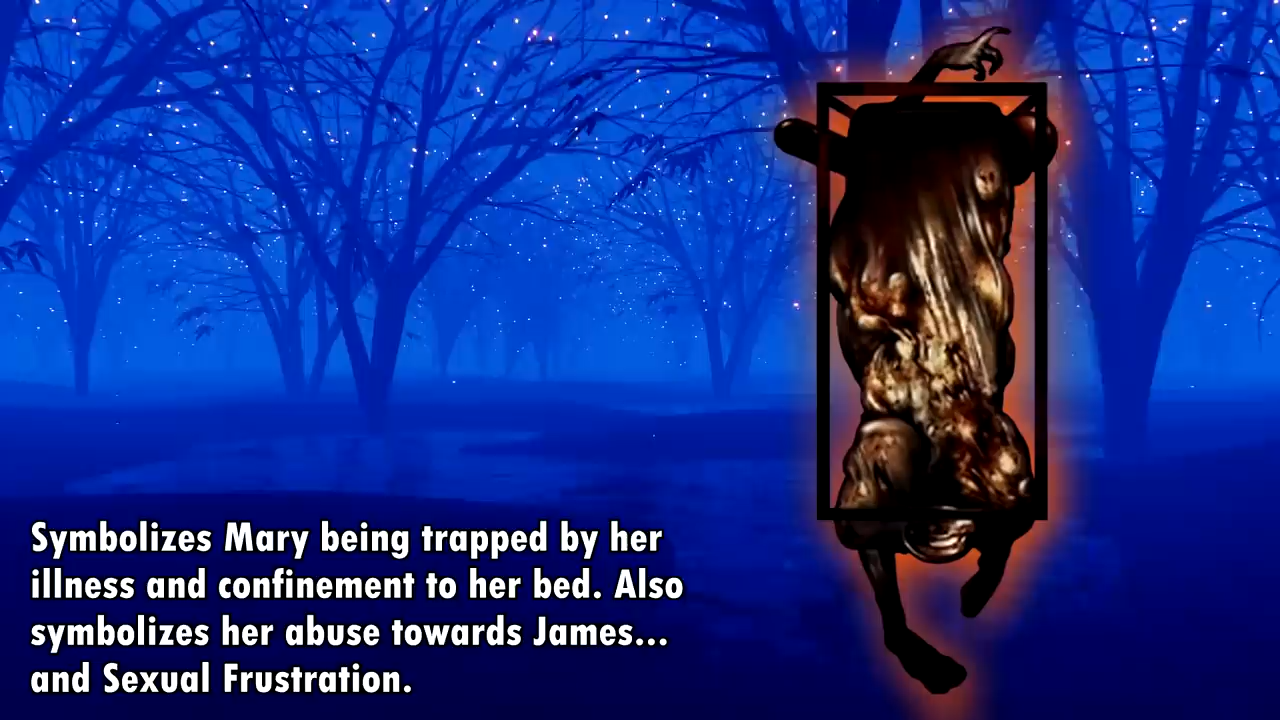 Symbolizes Mary being trapped by her
illness and confinement to her bed. Also
symbolizes her abuse towards James...
and Sexual Frustration.